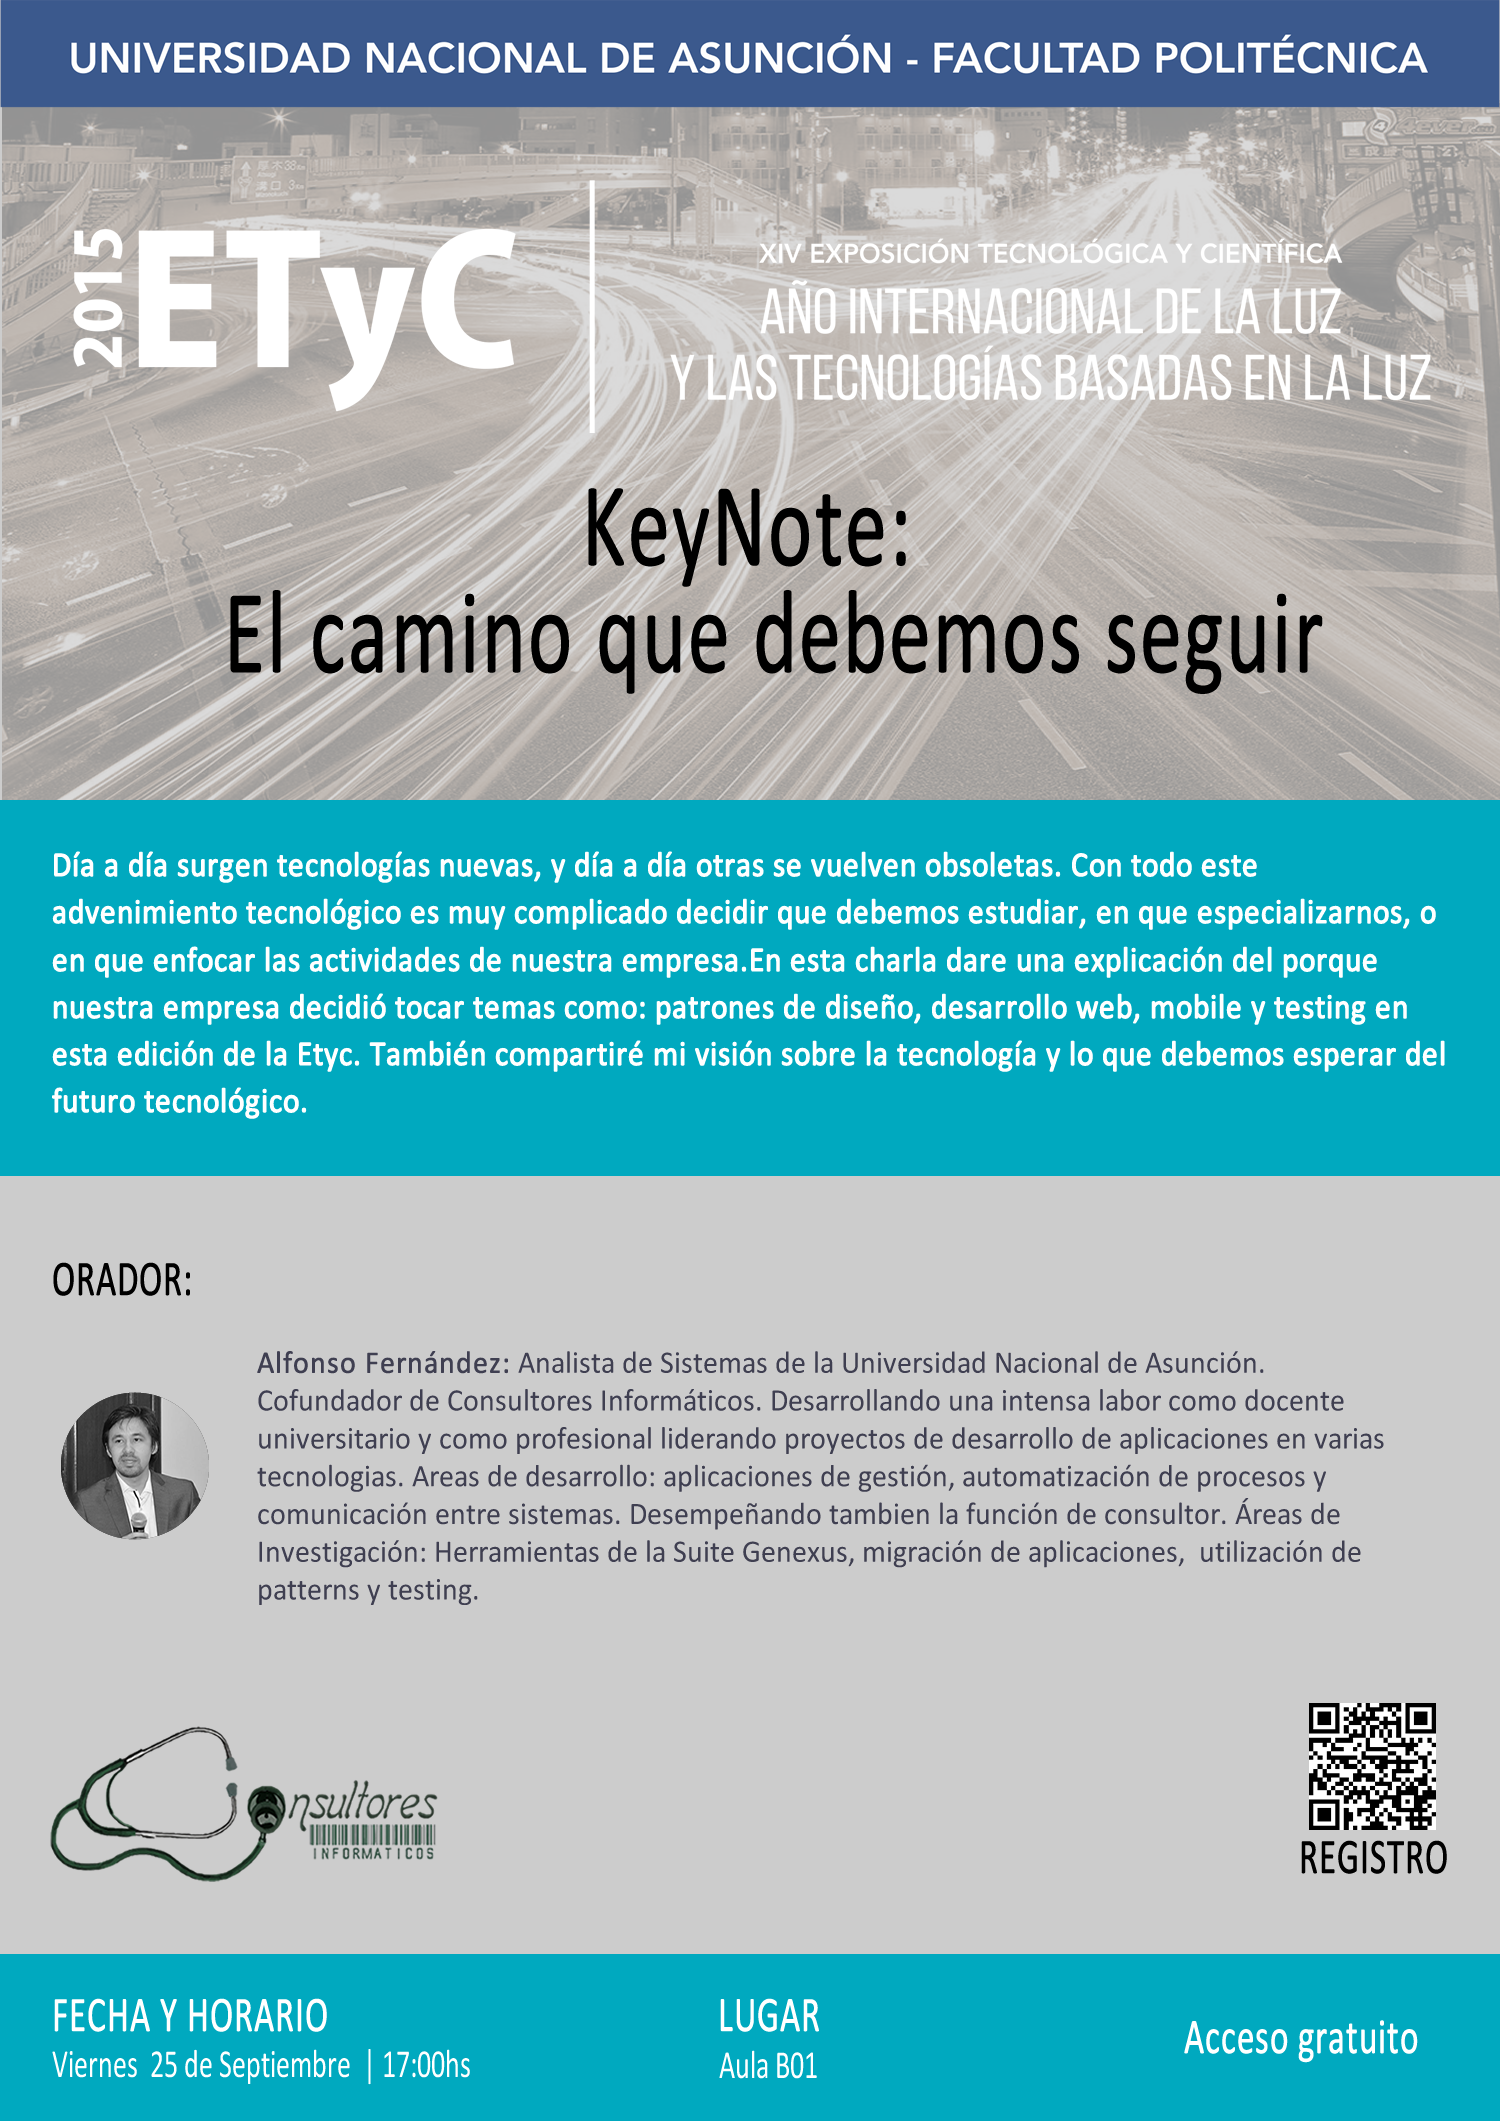 UNIVERSIDAD NACIONAL DE ASUNCIÓN - FACULTAD POLITÉCNICA
4ever.eu
2015
ETyC
XIV EXPOSICIÓN TECNOLÓGICA Y CIENTÍFICA
AÑO INTERNACIONAL DE LA LUZ
Y LAS TECNOLOGÍAS BASADAS EN LA LUZ
KeyNote:
El camino que debemos seguir
Día a día surgen tecnologías nuevas, y día a día otras se vuelven obsoletas. Con todo este
advenimiento tecnológico es muy complicado decidir que debemos estudiar, en que especializarnos, o
en que enfocar las actividades de nuestra empresa.En esta charla dare una explicación del porque
nuestra empresa decidió tocar temas como: patrones de diseño, desarrollo web, mobile y testing en
esta edición de la Etyc. También compartiré mi visión sobre la tecnología y lo que debemos esperar del
futuro tecnológico.
ORADOR:
Alfonso Fernández: Analista de Sistemas de la Universidad Nacional de Asunción.
Cofundador de Consultores Informáticos. Desarrollando una intensa labor como docente
universitario y como profesional liderando proyectos de desarrollo de aplicaciones en varias
tecnologias. Areas de desarrollo: aplicaciones de gestión, automatización de procesos y
comunicación entre sistemas. Desempeñando tambien la función de consultor. Áreas de
Investigación: Herramientas de la Suite Genexus, migración de aplicaciones,  utilización de
patterns y testing.
Consultores
INFORMATICOS
REGISTRO
FECHA Y HORARIO
Viernes  25 de Septiembre  | 17:00hs
LUGAR
Aula B01
Acceso gratuito